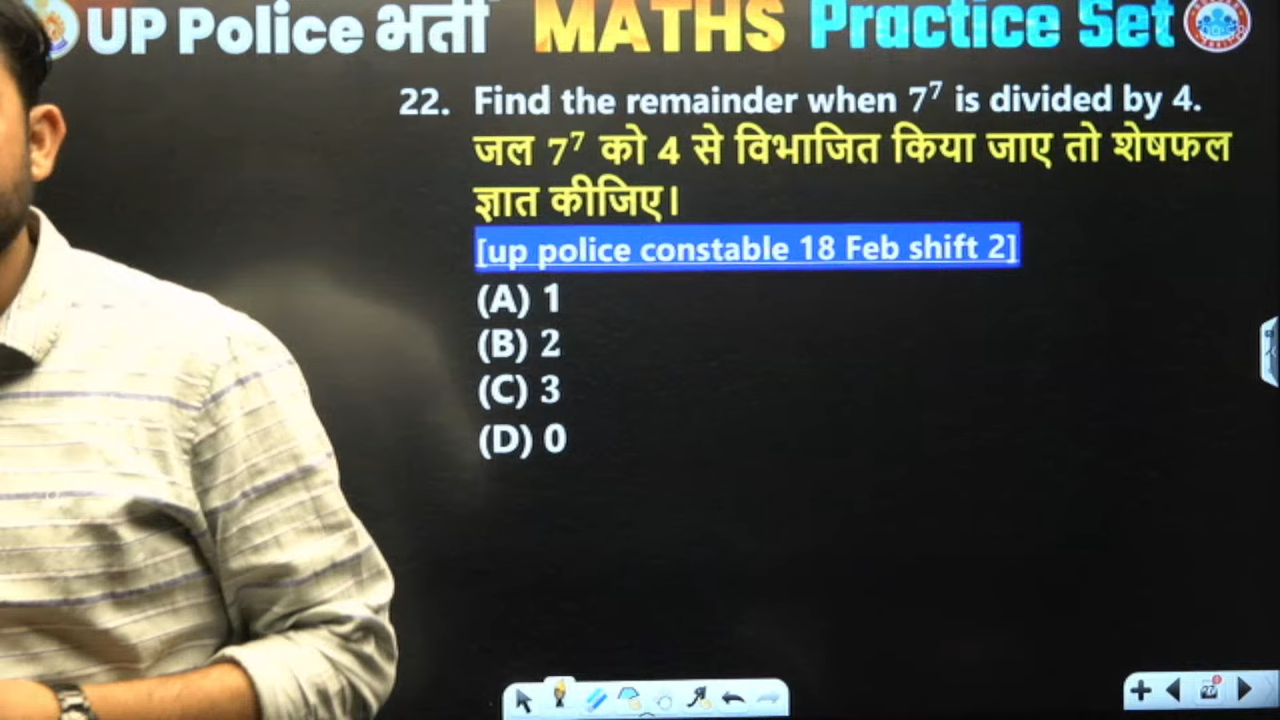 UP Police भर्ती MATHS Practice Set
22. Find the remainder when 7⁷ is divided by 4.
जल 7⁷ को 4 से विभाजित किया जाए तो शेषफल
ज्ञात कीजिए।
[up police constable 18 Feb shift 2]
(A) 1
(B) 2
(C) 3
(D) 0